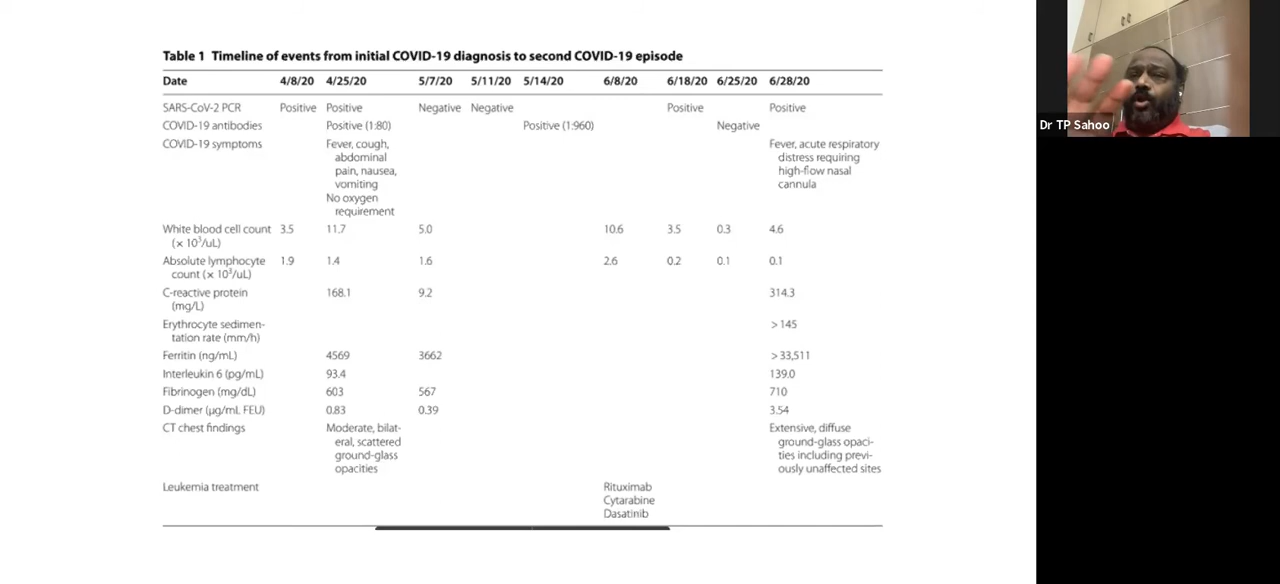 Table 1 Timeline of events from initial COVID-19 diagnosis to second COVID-19 episode
Date 4/8/20 4/25/20 5/7/20 5/11/20 5/14/20 6/8/20 6/18/20 6/25/20 6/28/20
SARS-CoV-2 PCR Positive Positive Negative Negative Positive Positive
COVID-19 antibodies Positive (1:80) Positive (1:960) Negative
COVID-19 symptoms Fever, cough, Fever, acute respiratory
abdominal distress requiring
pain, nausea, high-flow nasal
vomiting cannula
No oxygen
requirement
White blood cell count 3.5 11.7 5.0 10.6 3.5 0.3 4.6
(× 10³/uL)
Absolute lymphocyte 1.9 1.4 1.6 2.6 0.2 0.1 0.1
count (× 10³/uL)
C-reactive protein 168.1 9.2 314.3
(mg/L)
Erythrocyte sedimen- > 145
tation rate (mm/h)
Ferritin (ng/mL) 4569 3662 > 33,511
Interleukin 6 (pg/mL) 93.4 139.0
Fibrinogen (mg/dL) 603 567 710
D-dimer (μg/mL FEU) 0.83 0.39 3.54
CT chest findings Moderate, bilat- Extensive, diffuse
eral, scattered ground-glass opaci-
ground-glass ties including previ-
opacities ously unaffected sites
Leukemia treatment Rituximab
Cytarabine
Dasatinib
Dr TP Sahoo